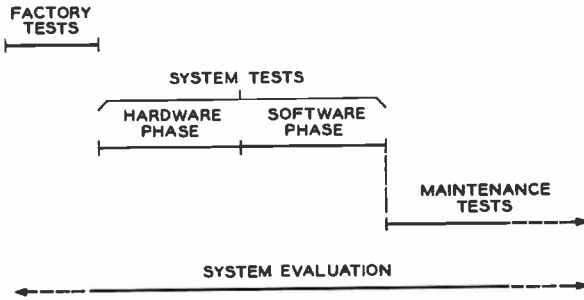 FACTORY
TESTS
SYSTEM TESTS
HARDWARE
PHASE
SOFTWARE
PHASE
MAINTENANCE
TESTS
SYSTEM EVALUATION